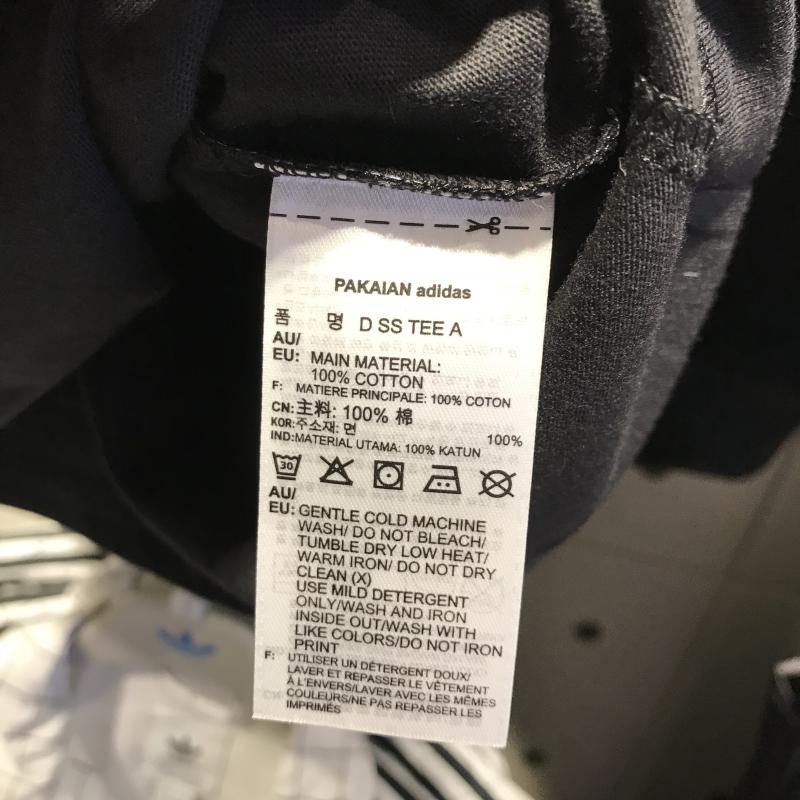 PAKAIAN adidas
품 명 D SS TEE A
AU/
EU: MAIN MATERIAL:
100% COTTON
F: MATIERE PRINCIPALE: 100% COTON
CN:主料: 100% 棉
KOR:주소재: 면 100%
IND:MATERIAL UTAMA: 100% KATUN
30
AU/
EU: GENTLE COLD MACHINE
WASH/ DO NOT BLEACH/
TUMBLE DRY LOW HEAT/
WARM IRON/ DO NOT DRY
CLEAN (X)
USE MILD DETERGENT
ONLY/WASH AND IRON
INSIDE OUT/WASH WITH
LIKE COLORS/DO NOT IRON
PRINT
F: UTILISER UN DÉTERGENT DOUX/
LAVER ET REPASSER LE VÊTEMENT
À L'ENVERS/LAVER AVEC LES MÊMES
COULEURS/NE PAS REPASSER LES
IMPRIMÉS